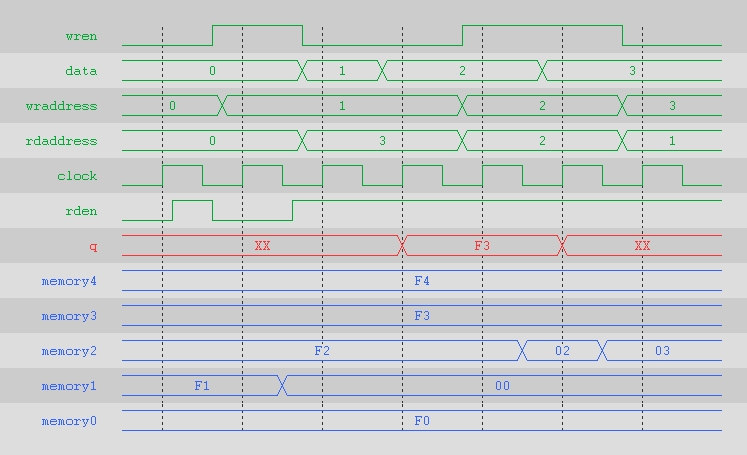 wren
data 0 1 2 3
wraddress 0 1 2 3
rdaddress 0 3 2 1
clock
rden
q XX F3 XX
memory4 F4
memory3 F3
memory2 F2 02 03
memory1 F1 00
memory0 F0